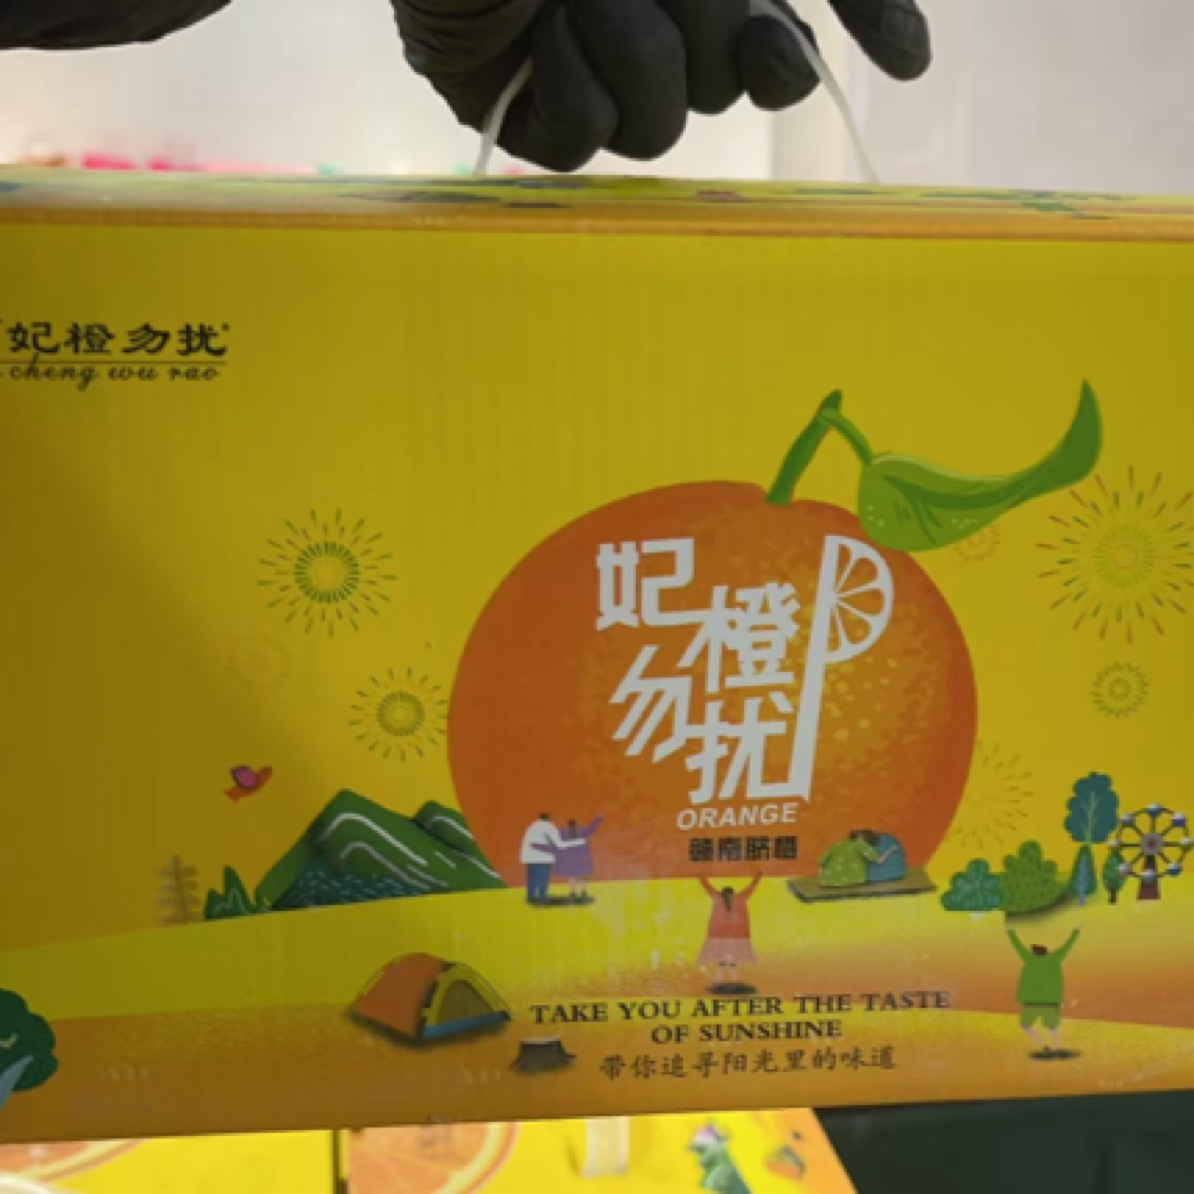 妃橙勿扰
cheng wu rao
妃橙
勿扰
ORANGE
赣南脐橙
TAKE YOU AFTER THE TASTE
OF SUNSHINE
带你追寻阳光里的味道